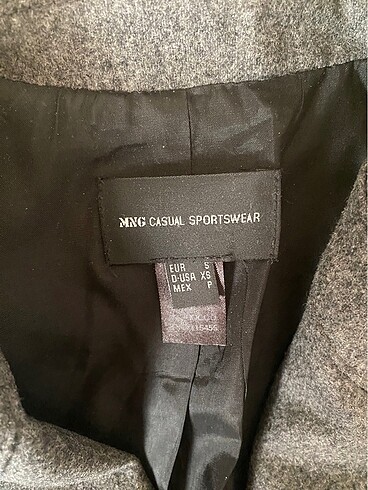 MNG CASUAL SPORTSWEAR
EUR S
D-USA XS
MEX P